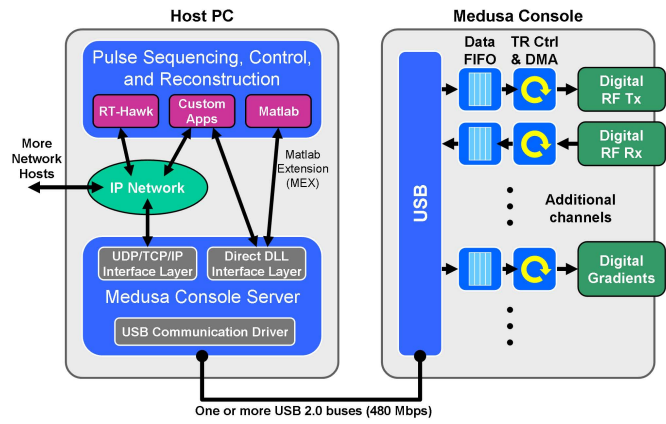 Host PC
Pulse Sequencing, Control,
and Reconstruction
RT-Hawk
Custom
Apps
Matlab
More
Network
Hosts
IP Network
Matlab
Extension
(MEX)
UDP/TCP/IP
Interface Layer
Direct DLL
Interface Layer
Medusa Console Server
USB Communication Driver
One or more USB 2.0 buses (480 Mbps)
Medusa Console
Data
FIFO
TR Ctrl
& DMA
USB
Digital
RF Tx
Digital
RF Rx
Additional
channels
Digital
Gradients